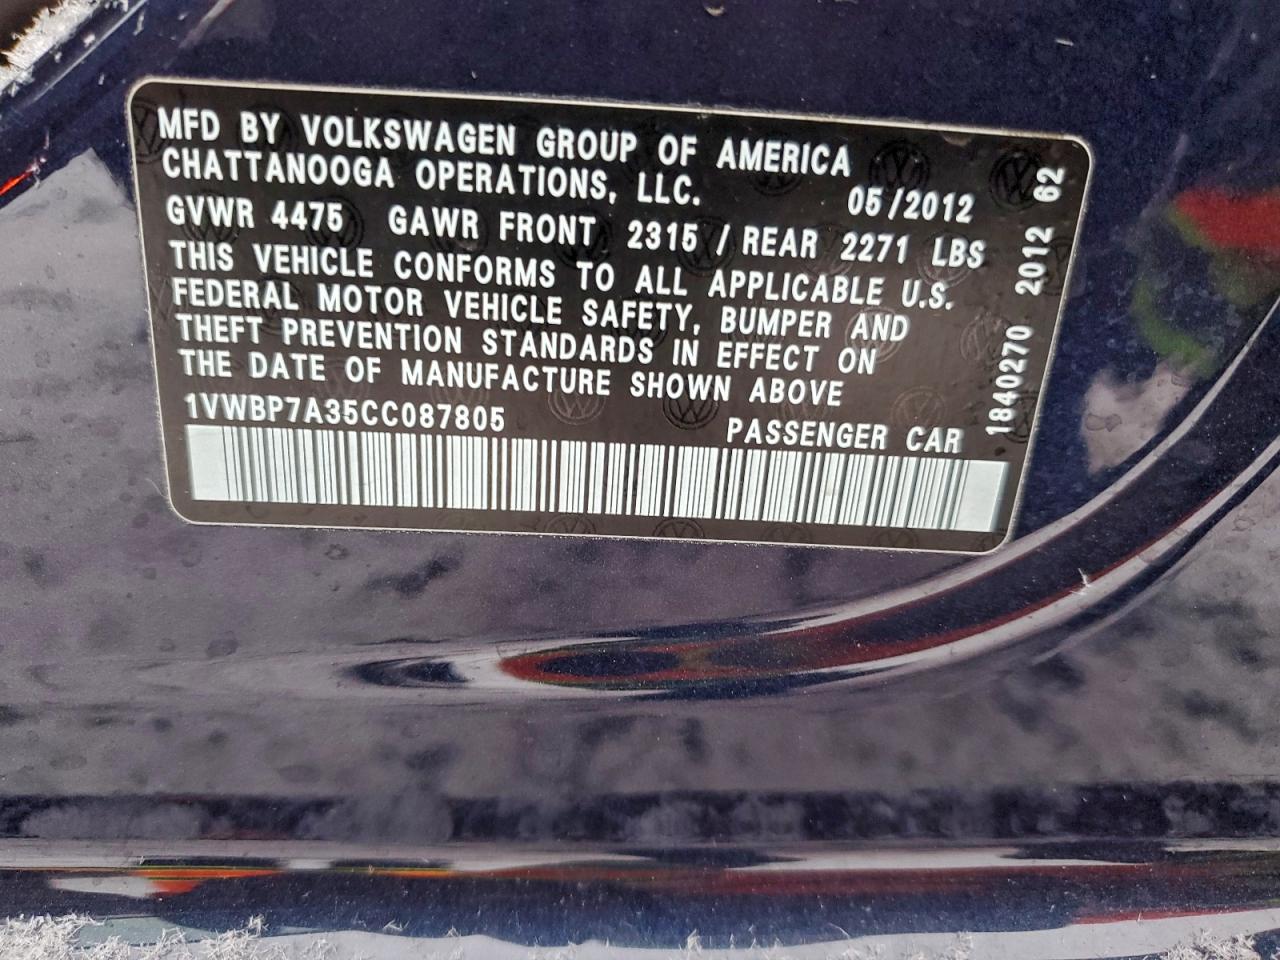 MFD BY VOLKSWAGEN GROUP OF AMERICA
CHATTANOOGA OPERATIONS, LLC.
05/2012
GVWR 4475 GAWR FRONT 2315 / REAR 2271 LBS
THIS VEHICLE CONFORMS TO ALL APPLICABLE U.S.
FEDERAL MOTOR VEHICLE SAFETY, BUMPER AND
THEFT PREVENTION STANDARDS IN EFFECT ON
THE DATE OF MANUFACTURE SHOWN ABOVE
1VWBP7A35CC087805 PASSENGER CAR
1840270 2012 62